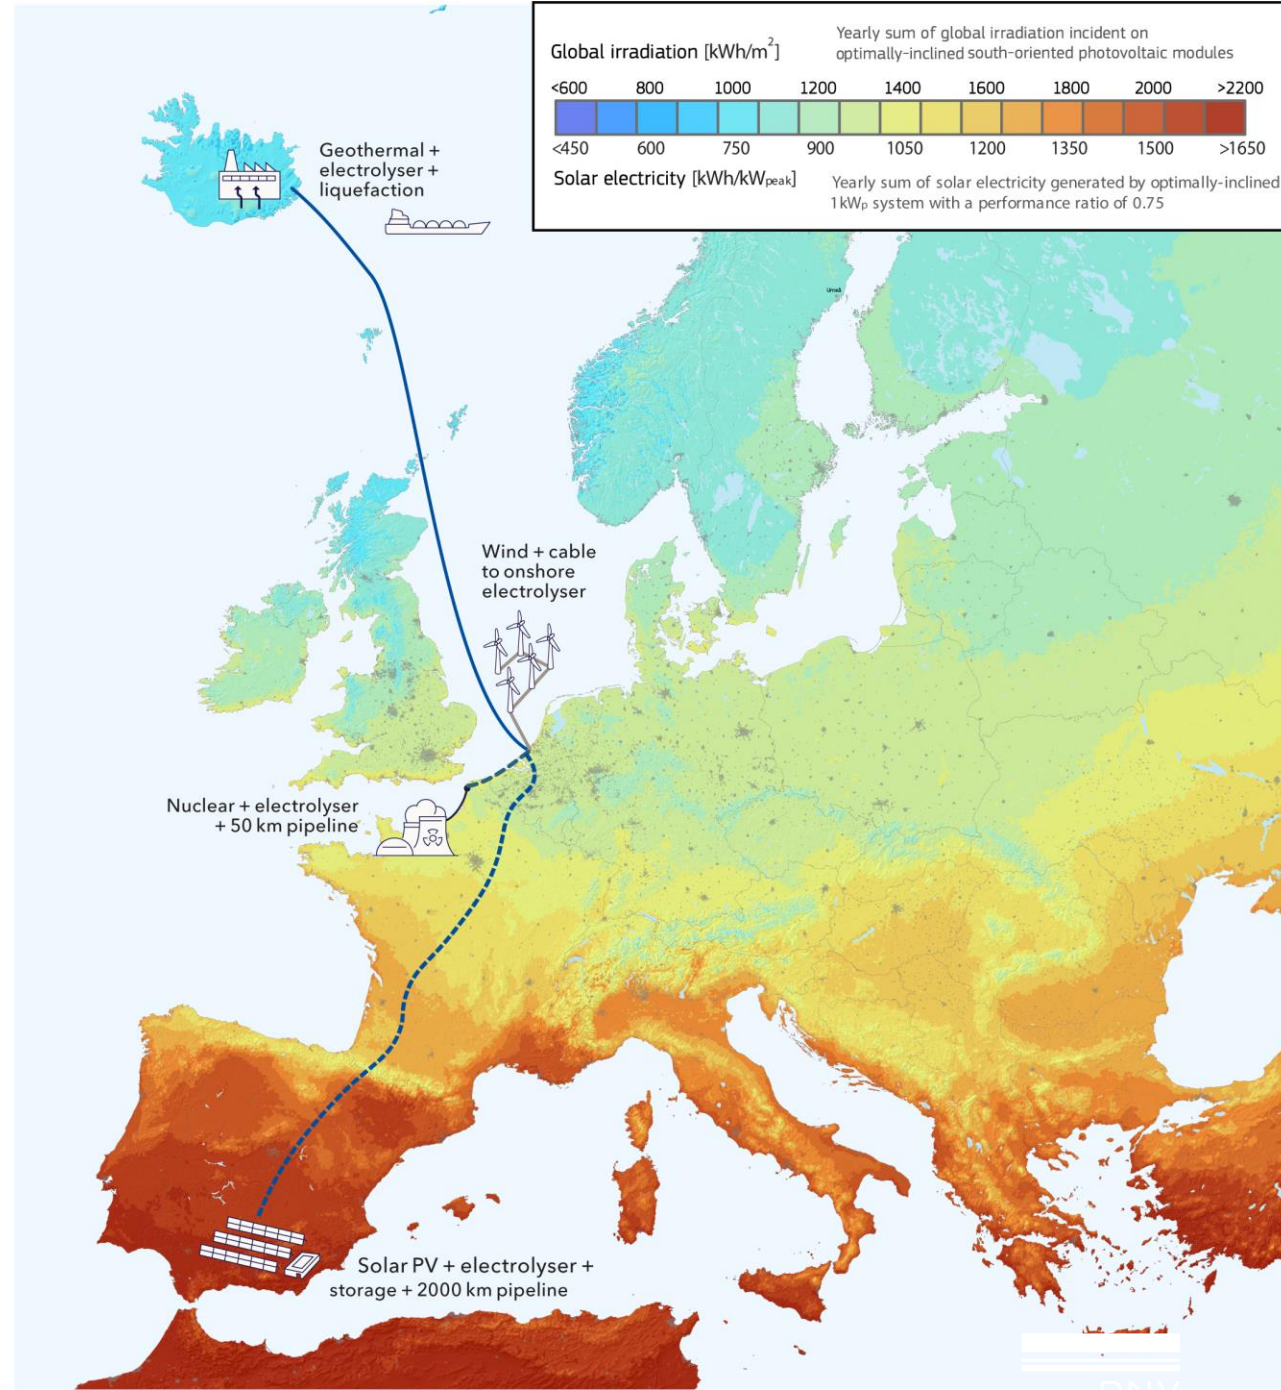 Global irradiation [kWh/m²]
Yearly sum of global irradiation incident on
optimally-inclined south-oriented photovoltaic modules
<600 800 1000 1200 1400 1600 1800 2000 >2200
<450 600 750 900 1050 1200 1350 1500 >1650
Solar electricity [kWh/kWpeak]
Yearly sum of solar electricity generated by optimally-inclined
1kWp system with a performance ratio of 0.75
Geothermal +
electrolyser +
liquefaction
Umeå
Wind + cable
to onshore
electrolyser
Nuclear + electrolyser
+ 50 km pipeline
Solar PV + electrolyser +
storage + 2000 km pipeline